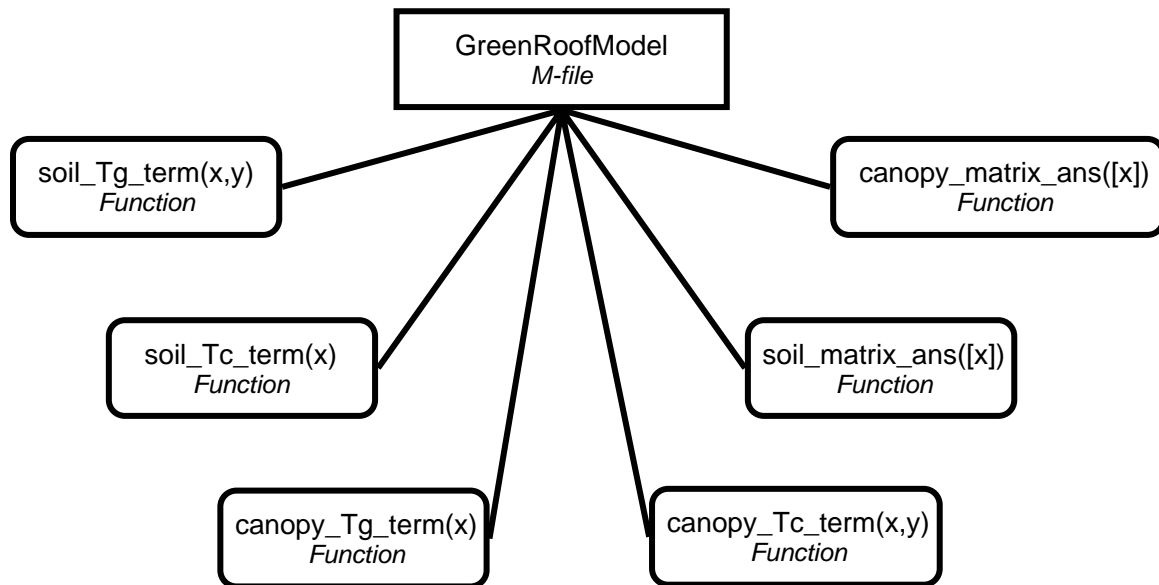 GreenRoofModel
M-file
soil_Tg_term(x,y)
Function
canopy_matrix_ans([x])
Function
soil_Tc_term(x)
Function
soil_matrix_ans([x])
Function
canopy_Tg_term(x)
Function
canopy_Tc_term(x,y)
Function